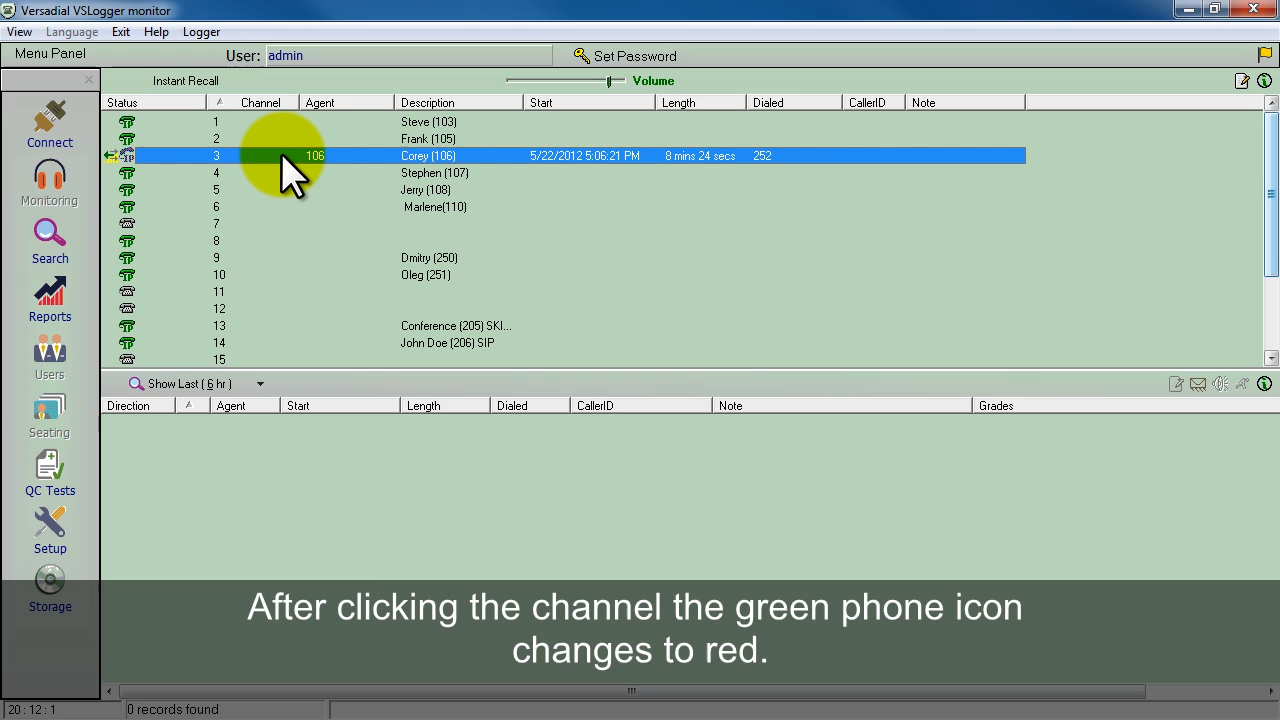 Versadial VSLogger monitor
View Language Exit Help Logger
Menu Panel User: admin Set Password
Instant Recall Volume
Status Channel Agent Description Start Length Dialed CallerID Note
1 Steve (103)
2 Frank (105)
3 106 Corey (106) 5/22/2012 5:06:21 PM 8 mins 24 secs 252
4 Stephen (107)
5 Jerry (108)
6 Marlene(110)
7
8
9 Dmitry (250)
10 Oleg (251)
11
12
13 Conference (205) SKI...
14 John Doe (206) SIP
15
Connect
Monitoring
Search
Reports
Users
Seating
QC Tests
Setup
Storage
Show Last ( 6 hr )
Direction Agent Start Length Dialed CallerID Note Grades
After clicking the channel the green phone icon
changes to red.
20 : 12 : 1 0 records found